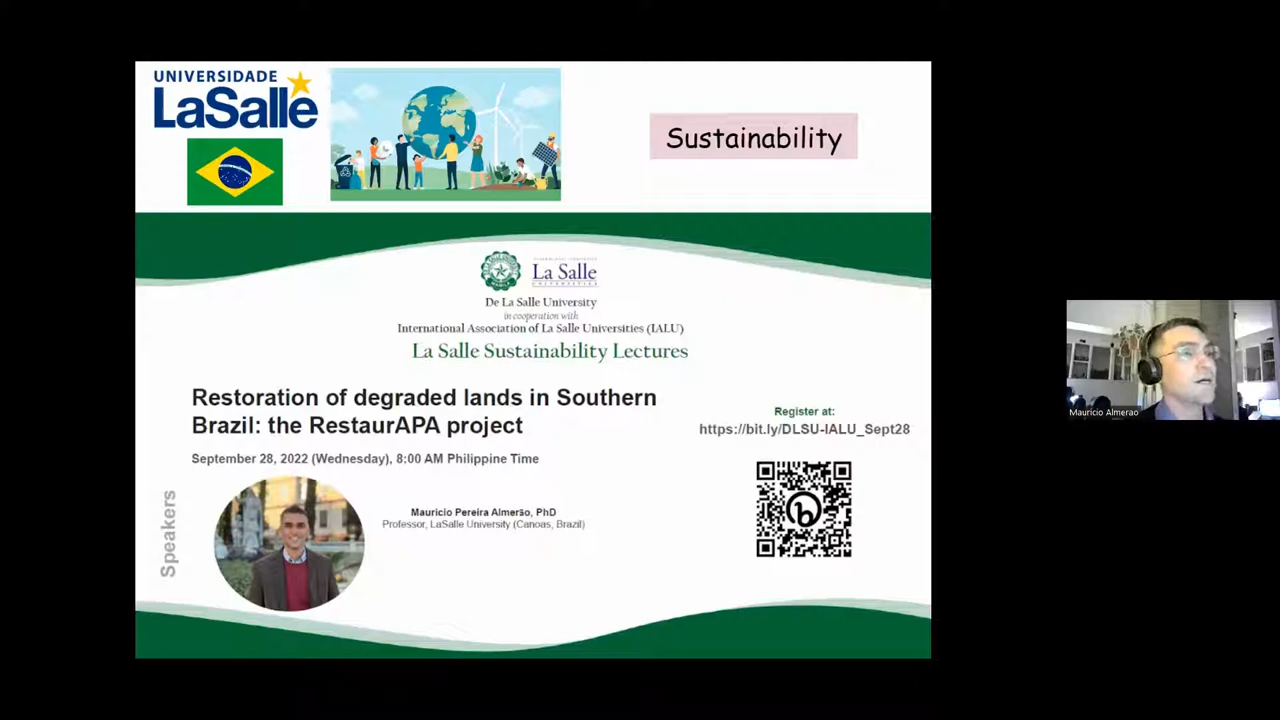 UNIVERSIDADE
LaSalle
Sustainability
La Salle
De La Salle University
in cooperation with
International Association of La Salle Universities (IALU)
La Salle Sustainability Lectures
Restoration of degraded lands in Southern
Brazil: the RestaurAPA project
September 28, 2022 (Wednesday), 8:00 AM Philippine Time
Register at:
https://bit.ly/DLSU-IALU_Sept28
Speakers
Mauricio Pereira Almerão, PhD
Professor, LaSalle University (Canoas, Brazil)
Mauricio Almerao